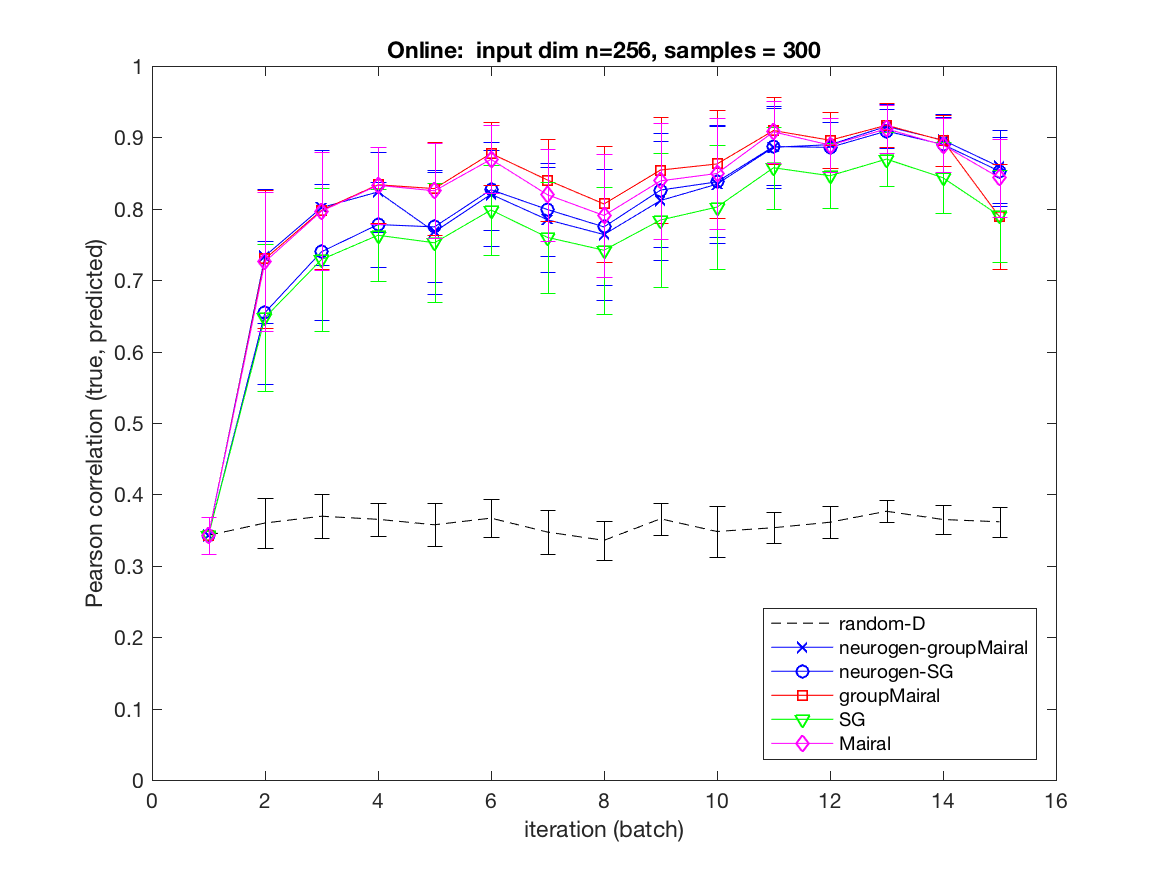 Online:  input dim n=256, samples = 300
Pearson correlation (true, predicted)
1
0.9
0.8
0.7
0.6
0.5
0.4
0.3
0.2
0.1
0
0 2 4 6 8 10 12 14 16
iteration (batch)
random-D
neurogen-groupMairal
neurogen-SG
groupMairal
SG
Mairal